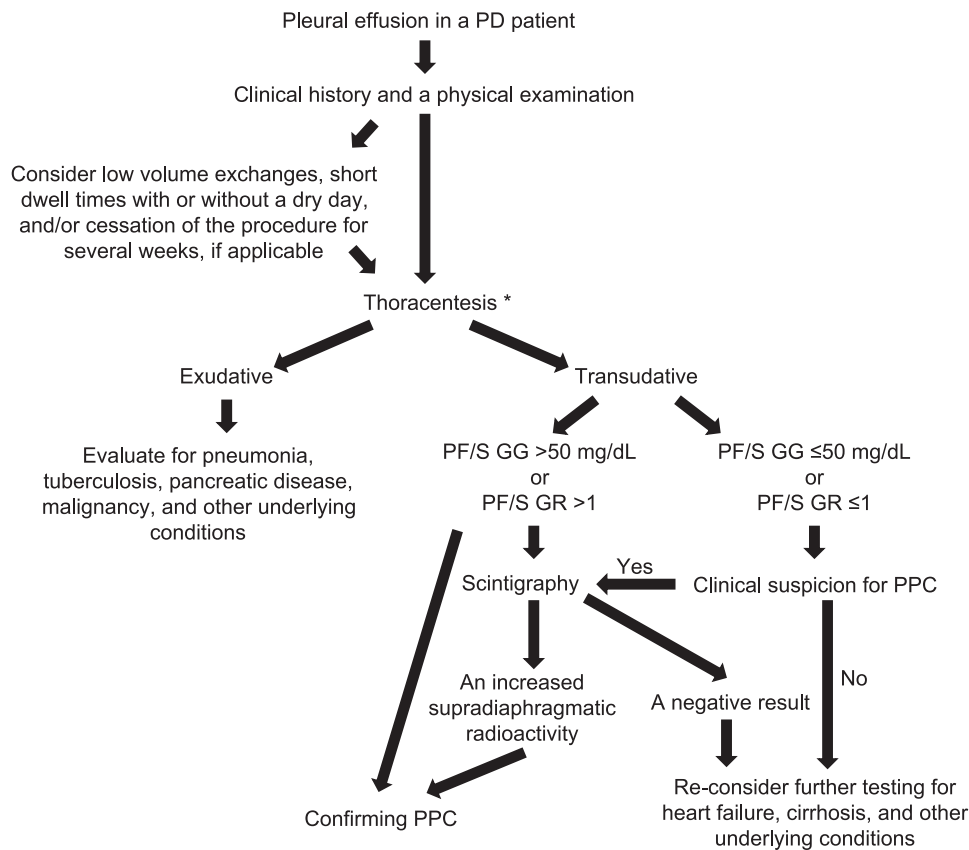 Pleural effusion in a PD patient
Clinical history and a physical examination
Consider low volume exchanges, short
dwell times with or without a dry day,
and/or cessation of the procedure for
several weeks, if applicable
Thoracentesis *
Exudative
Transudative
Evaluate for pneumonia,
tuberculosis, pancreatic disease,
malignancy, and other underlying
conditions
PF/S GG >50 mg/dL
or
PF/S GR >1
PF/S GG ≤50 mg/dL
or
PF/S GR ≤1
Scintigraphy
Yes
Clinical suspicion for PPC
An increased
supradiaphragmatic
radioactivity
A negative result
No
Confirming PPC
Re-consider further testing for
heart failure, cirrhosis, and other
underlying conditions